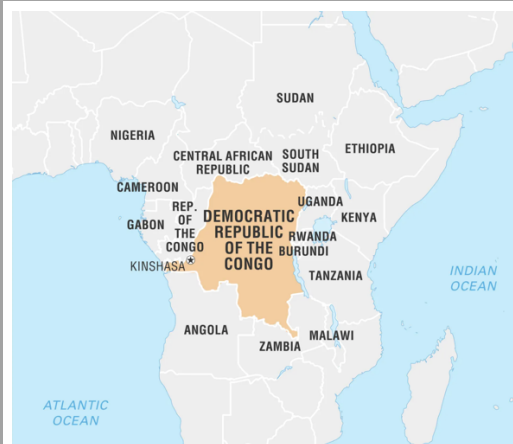 SUDAN
NIGERIA
ETHIOPIA
CENTRAL AFRICAN
REPUBLIC
SOUTH
SUDAN
CAMEROON
UGANDA
REP.
OF
THE
CONGO
GABON
DEMOCRATIC
REPUBLIC
OF THE
CONGO
KENYA
RWANDA
BURUNDI
KINSHASA
TANZANIA
INDIAN
OCEAN
ANGOLA
MALAWI
ZAMBIA
ATLANTIC
OCEAN